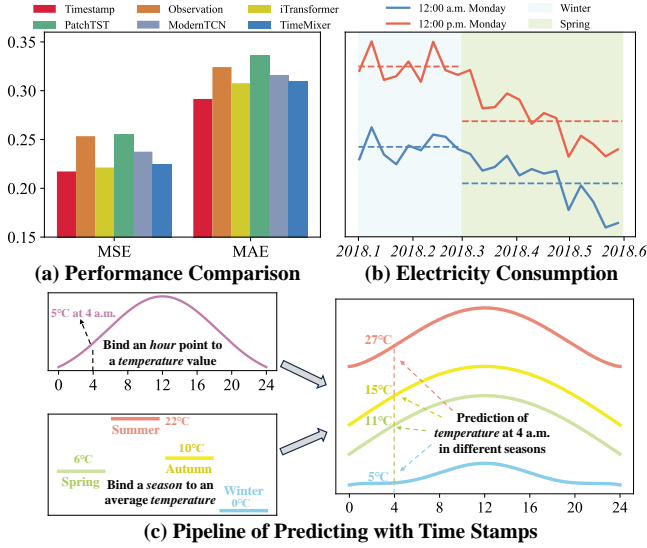 Timestamp Observation iTransformer
PatchTST ModernTCN TimeMixer
0.35
0.30
0.25
0.20
0.15
MSE MAE
(a) Performance Comparison
12:00 a.m. Monday Winter
12:00 p.m. Monday Spring
2018.1 2018.2 2018.3 2018.4 2018.5 2018.6
(b) Electricity Consumption
5℃ at 4 a.m.
Bind an hour point to
a temperature value
0 4 8 12 16 20 24
Summer 22℃
6℃ 10℃
Spring Autumn
Bind a season to an
average temperature
Winter
0℃
27℃
15℃
11℃
5℃
Prediction of
temperature at 4 a.m.
in different seasons
0 4 8 12 16 20 24
(c) Pipeline of Predicting with Time Stamps